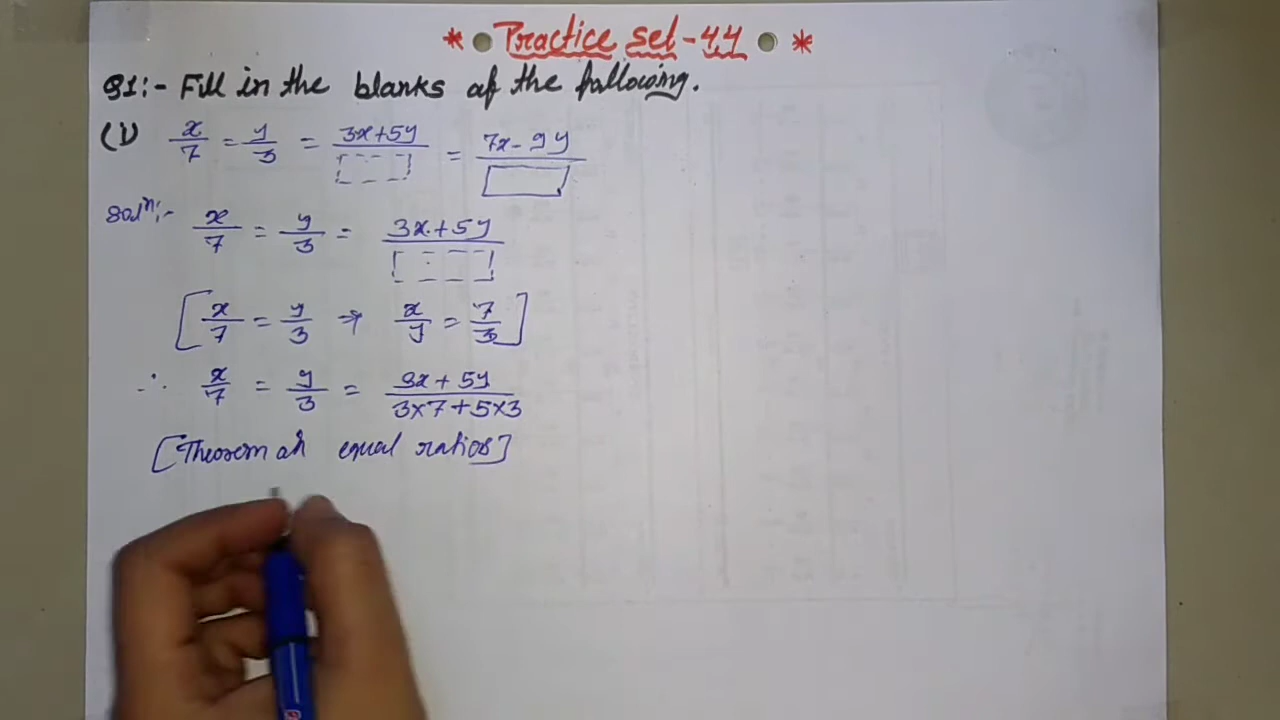 * Practice set - 4.4 *
Q1:- Fill in the blanks of the following.
(1) x/7 = y/3 = 3x+5y/[ ] = 7x-9y/[ ]
Solⁿ:- x/7 = y/3 = 3x+5y/[ ]
[x/7 = y/3 → x/y = 7/3]
∴ x/7 = y/3 = 3x+5y/3×7+5×3
[Theorem of equal ratios]